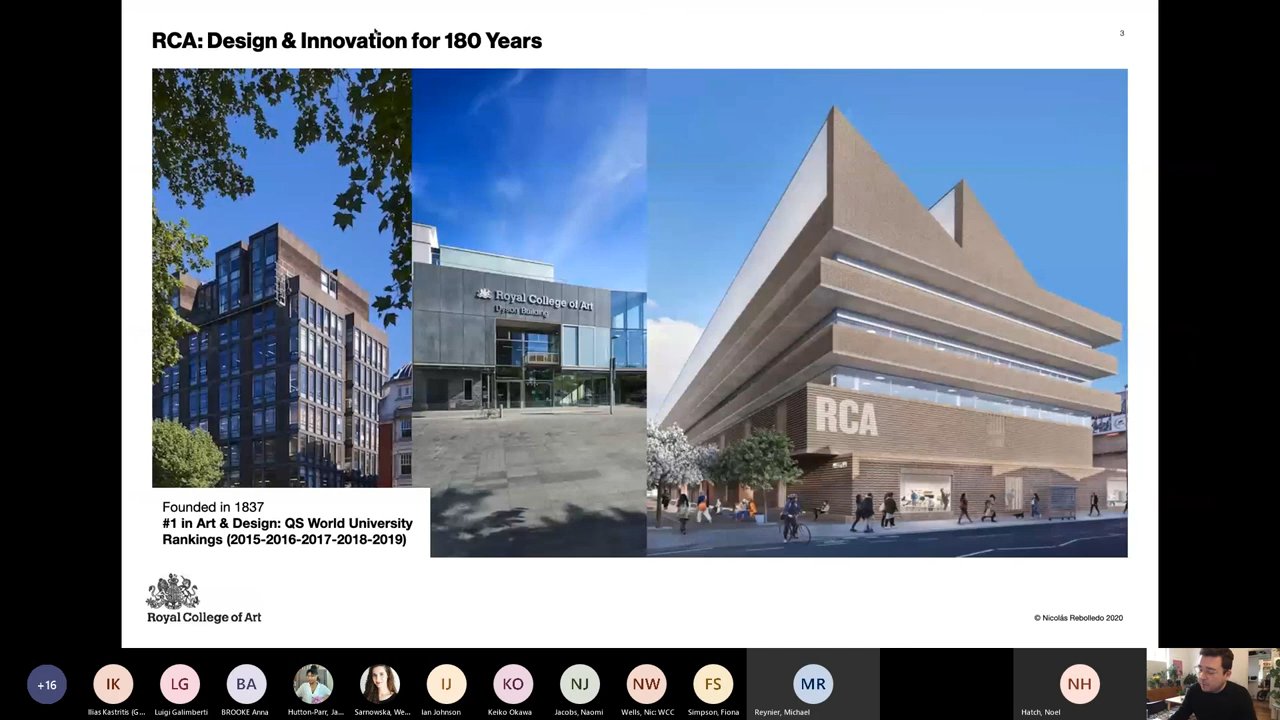 RCA: Design & Innovation for 180 Years
3
Royal College of Art
Dyson Building
RCA
Founded in 1837
#1 in Art & Design: QS World University
Rankings (2015-2016-2017-2018-2019)
Royal College of Art
© Nicolás Rebolledo 2020
+16
IK
LG
BA
IJ
KO
NJ
NW
FS
MR
NH
Ilias Kastritis (G...
Luigi Galimberti
BROOKE Anna
Hutton-Parr, Ja...
Sarnowska, We...
Ian Johnson
Keiko Okawa
Jacobs, Naomi
Wells, Nic: WCC
Simpson, Fiona
Reynier, Michael
Hatch, Noel